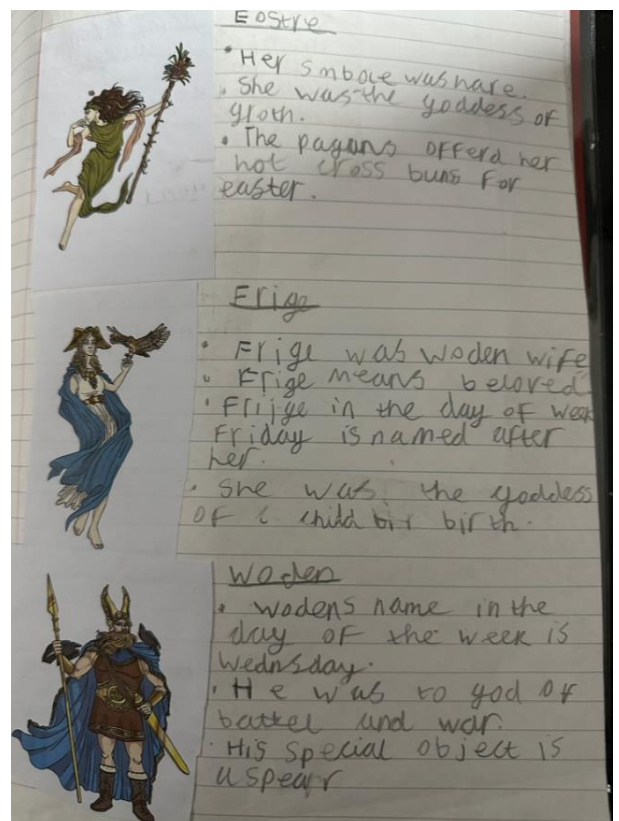 Eostre
• Her smbole was hare.
• She was the goddess of
groth.
• The pagans offerd her
hot cross buns for
easter.
Frige
• Frige was woden wife
• Frige means beloved
• Frijge in the day of week
Friday is named after
her.
• She was the goddess
of c child bir birth.
Woden
• wodens name in the
day of the week is
wednsday.
• He was to god of
battel and war.
• His special object is
a spearr